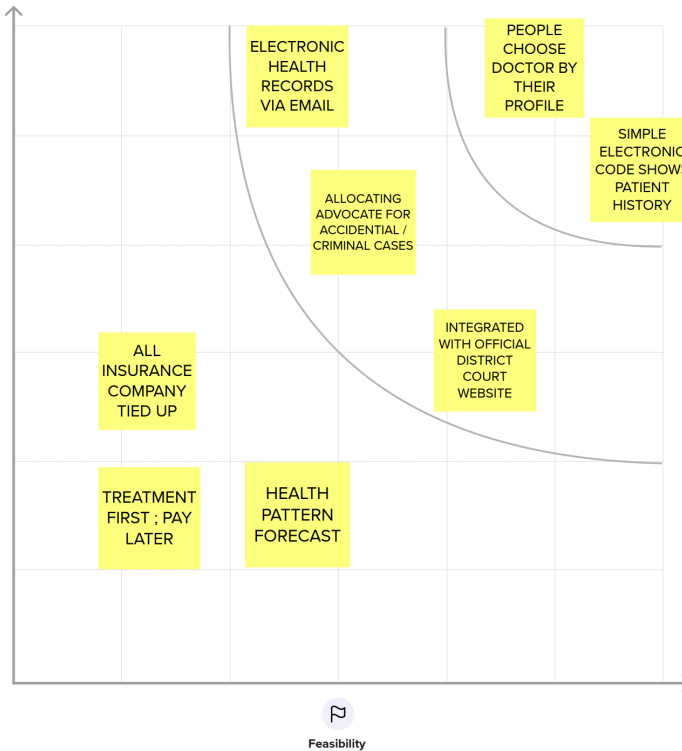 PEOPLE
CHOOSE
DOCTOR BY
THEIR
PROFILE
ELECTRONIC
HEALTH
RECORDS
VIA EMAIL
SIMPLE
ELECTRONIC
CODE SHOWS
PATIENT
HISTORY
ALLOCATING
ADVOCATE FOR
ACCIDENTIAL /
CRIMINAL CASES
INTEGRATED
WITH OFFICIAL
DISTRICT
COURT
WEBSITE
ALL
INSURANCE
COMPANY
TIED UP
TREATMENT
FIRST ; PAY
LATER
HEALTH
PATTERN
FORECAST
Feasibility